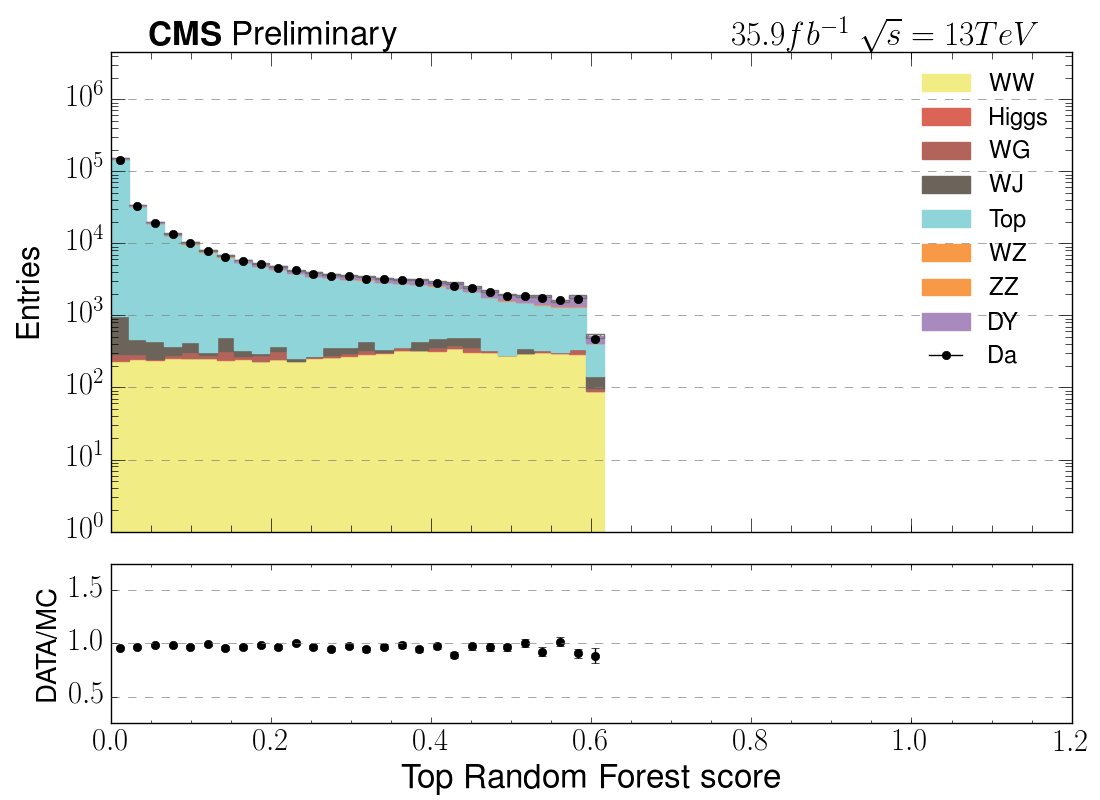 CMS Preliminary
35.9fb⁻¹ √s = 13TeV
Entries
10⁶
10⁵
10⁴
10³
10²
10¹
10⁰
WW
Higgs
WG
WJ
Top
WZ
ZZ
DY
Da
DATA/MC
1.5
1.0
0.5
0.0 0.2 0.4 0.6 0.8 1.0 1.2
Top Random Forest score